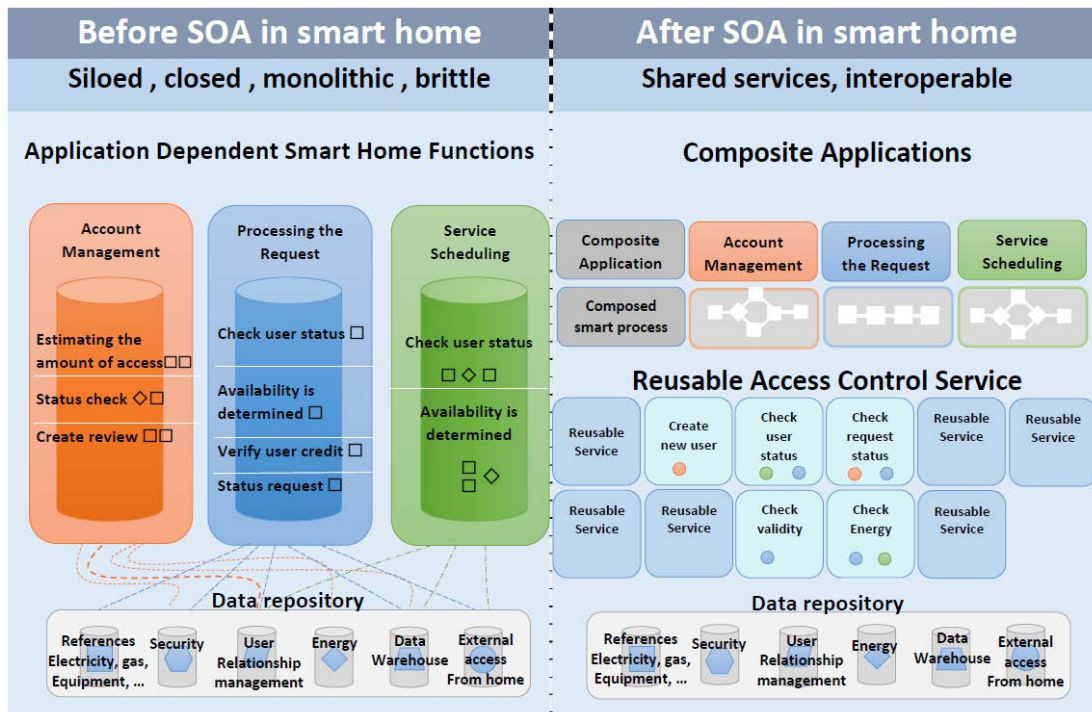 Before SOA in smart home
Siloed , closed , monolithic , brittle
Application Dependent Smart Home Functions
Account
Management
Estimating the
amount of access
Status check
Create review
Processing the
Request
Check user status
Availability is
determined
Verify user credit
Status request
Service
Scheduling
Check user status
Availability is
determined
Data repository
References
Electricity, gas,
Equipment, ...
Security
User
Relationship
management
Energy
Data
Warehouse
External
access
From home
After SOA in smart home
Shared services, interoperable
Composite Applications
Composite
Application
Account
Management
Processing
the Request
Service
Scheduling
Composed
smart process
Reusable Access Control Service
Reusable
Service
Create
new user
Check
user
status
Check
request
status
Reusable
Service
Reusable
Service
Reusable
Service
Reusable
Service
Check
validity
Check
Energy
Reusable
Service
Data repository
References
Electricity, gas,
Equipment, ...
Security
User
Relationship
management
Energy
Data
Warehouse
External
access
From home